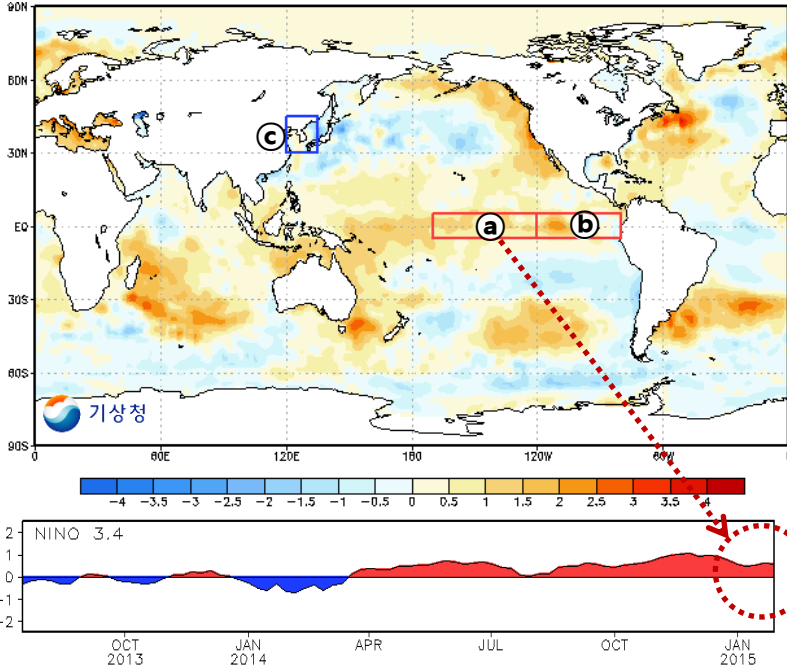 90N
60N
30N
EQ
30S
60S
90S
ⓒ
ⓐ
ⓑ
기상청
0 60E 120E 180 120W 60W
-4 -3.5 -3 -2.5 -2 -1.5 -1 -0.5 0 0.5 1 1.5 2 2.5 3 3.5 4
NINO 3.4
2
1
0
-1
-2
OCT JAN APR JUL OCT JAN
2013 2014 2015